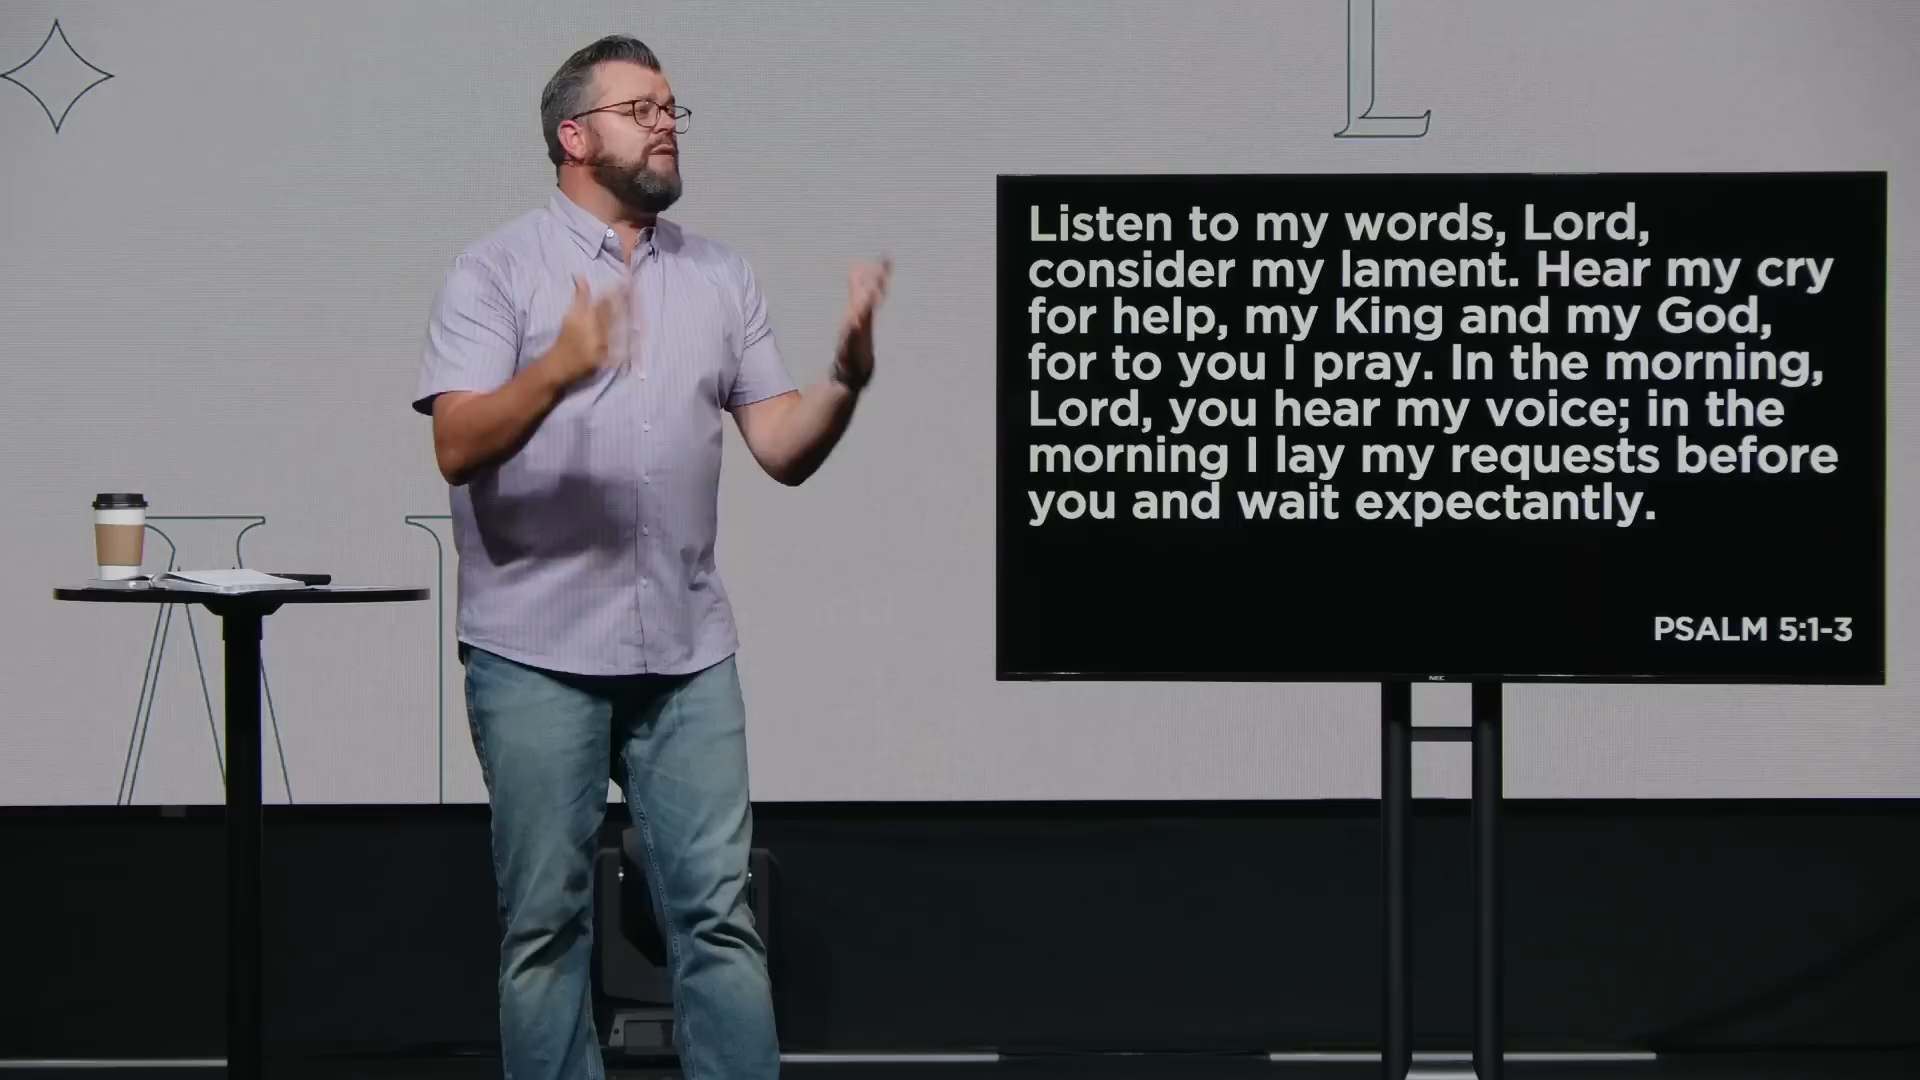 L
Listen to my words, Lord,
consider my lament. Hear my cry
for help, my King and my God,
for to you I pray. In the morning,
Lord, you hear my voice; in the
morning I lay my requests before
you and wait expectantly.
PSALM 5:1-3
NEC